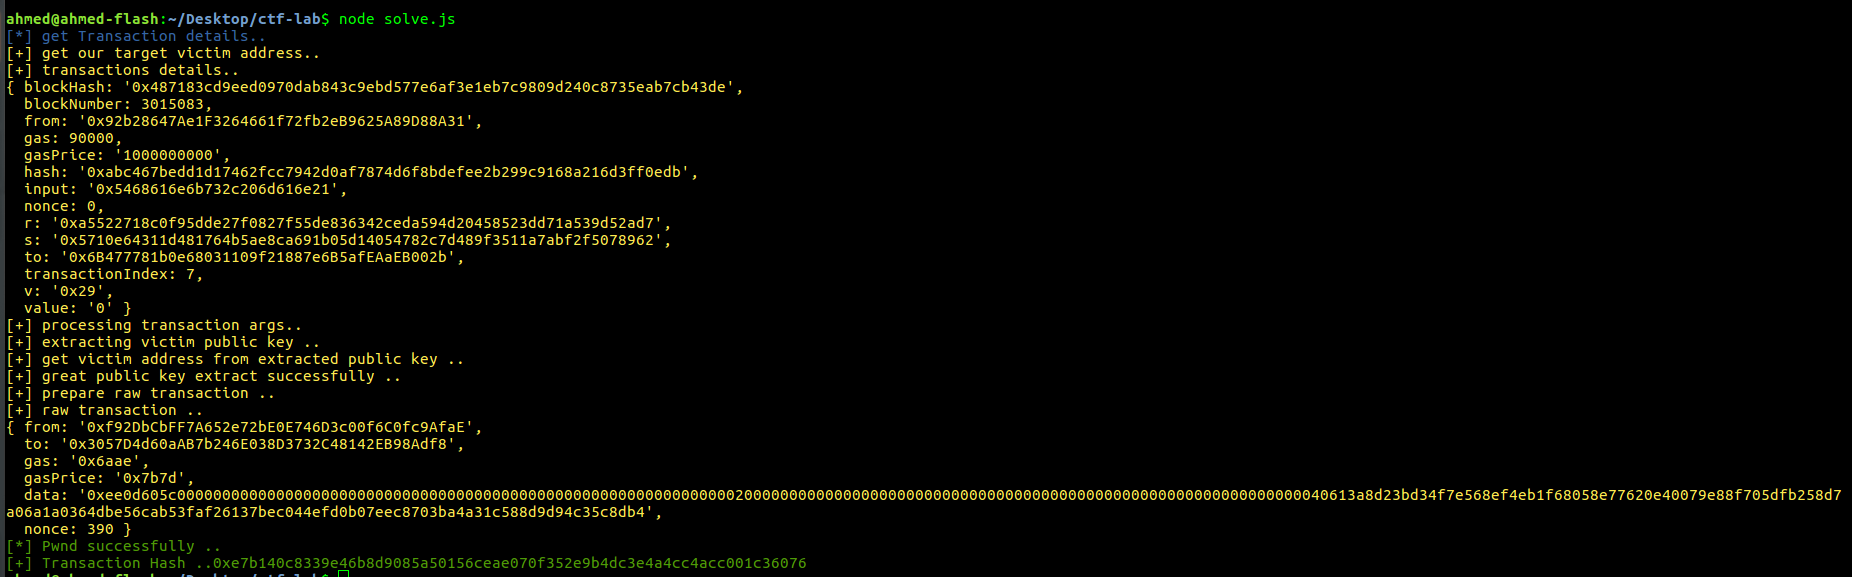 ahmed@ahmed-flash:~/Desktop/ctf-lab$ node solve.js
[*] get Transaction details..
[+] get our target victim address..
[+] transactions details..
{ blockHash: '0x487183cd9eed0970dab843c9ebd577e6af3e1eb7c9809d240c8735eab7cb43de',
blockNumber: 3015083,
from: '0x92b28647Ae1F3264661f72fb2eB9625A89D88A31',
gas: 90000,
gasPrice: '1000000000',
hash: '0xabc467bedd1d17462fcc7942d0af7874d6f8bdefee2b299c9168a216d3ff0edb',
input: '0x5468616e6b732c206d616e21',
nonce: 0,
r: '0xa5522718c0f95dde27f0827f55de836342ceda594d20458523dd71a539d52ad7',
s: '0x5710e64311d481764b5ae8ca691b05d14054782c7d489f3511a7abf2f5078962',
to: '0x6B477781b0e68031109f21887e6B5afEAaEB002b',
transactionIndex: 7,
v: '0x29',
value: '0' }
[+] processing transaction args..
[+] extracting victim public key ..
[+] get victim address from extracted public key ..
[+] great public key extract successfully ..
[+] prepare raw transaction ..
[+] raw transaction ..
{ from: '0xf92DbCbFF7A652e72bE0E746D3c00f6C0fc9AfaE',
to: '0x3057D4d60aAB7b246E038D3732C48142EB98Adf8',
gas: '0x6aae',
gasPrice: '0x7b7d',
data: '0xee0d605c00000000000000000000000000000000000000000000000000000000000000200000000000000000000000000000000000000000000000000000000000000040613a8d23bd34f7e568ef4eb1f68058e77620e40079e88f705dfb258d7
a06a1a0364dbe56cab53faf26137bec044efd0b07eec8703ba4a31c588d9d94c35c8db4',
nonce: 390 }
[*] Pwnd successfully ..
[+] Transaction Hash ..0xe7b140c8339e46b8d9085a50156ceae070f352e9b4dc3e4a4cc4acc001c36076